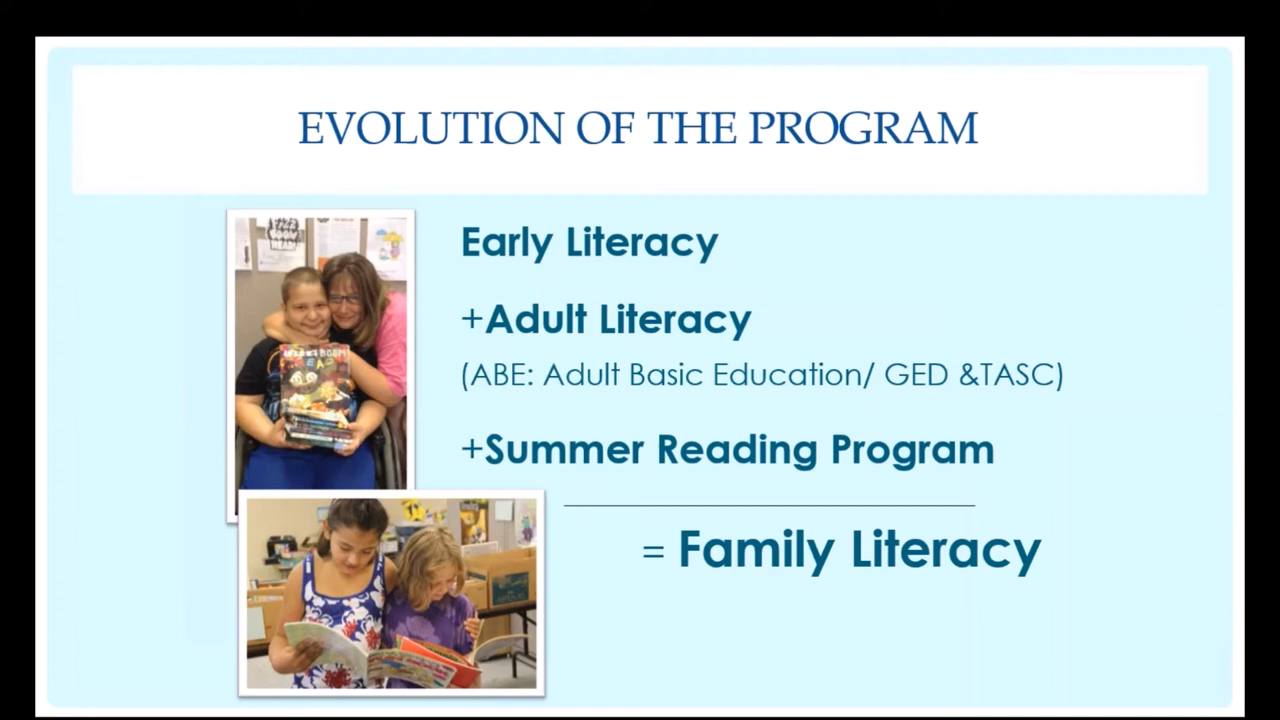 EVOLUTION OF THE PROGRAM
Early Literacy
+Adult Literacy
(ABE: Adult Basic Education/ GED &TASC)
+Summer Reading Program
= Family Literacy